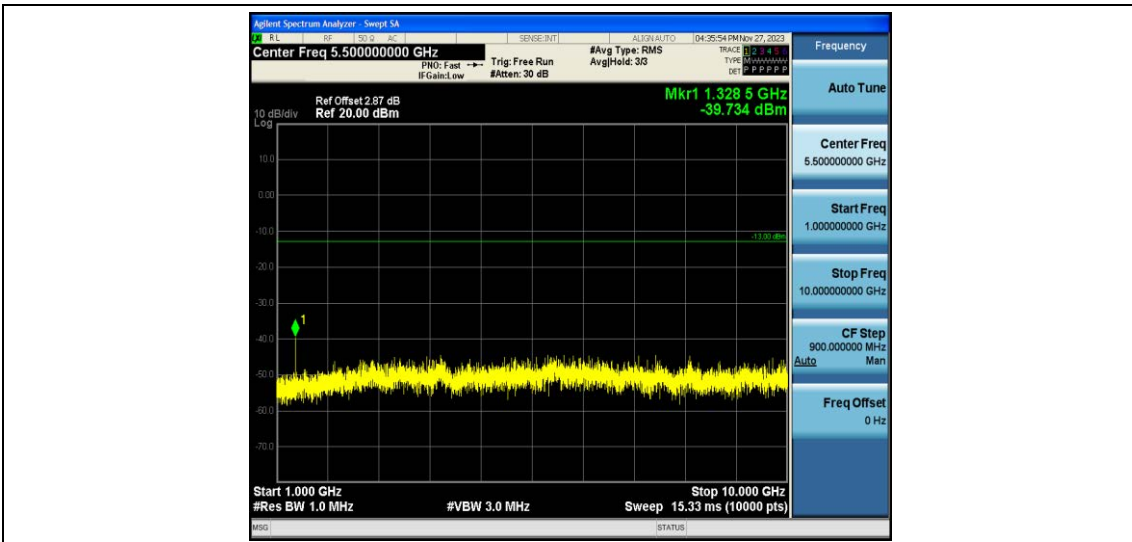 Agilent Spectrum Analyzer - Swept SA
RL RF 50 Ω AC SENSE:INT ALIGN AUTO 04:35:54 PM Nov 27, 2023
Center Freq 5.500000000 GHz
PNO: Fast
IFGain:Low
Trig: Free Run
#Atten: 30 dB
#Avg Type: RMS
Avg|Hold: 3/3
TRACE 1 2 3 4 5 6
TYPE M
DET P P P P P P
Mkr1 1.328 5 GHz
-39.734 dBm
Ref Offset 2.87 dB
10 dB/div Ref 20.00 dBm
Log
10.0
0.00
-10.0
-13.00 dBm
-20.0
-30.0
1
-40.0
-50.0
-60.0
-70.0
Start 1.000 GHz Stop 10.000 GHz
#Res BW 1.0 MHz #VBW 3.0 MHz Sweep 15.33 ms (10000 pts)
MSG STATUS
Frequency
Auto Tune
Center Freq
5.500000000 GHz
Start Freq
1.000000000 GHz
Stop Freq
10.000000000 GHz
CF Step
900.000000 MHz
Auto Man
Freq Offset
0 Hz